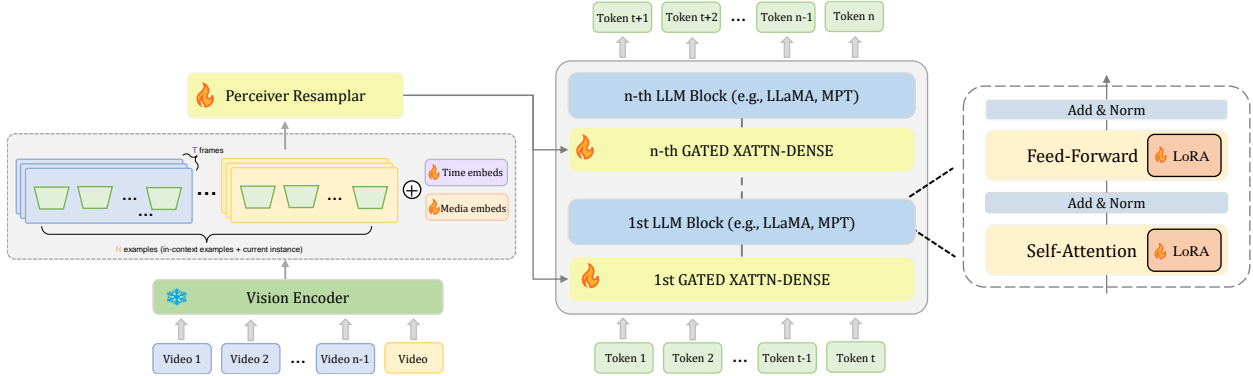 Token t+1
Token t+2
...
Token n-1
Token n
n-th LLM Block (e.g., LLaMA, MPT)
n-th GATED XATTN-DENSE
1st LLM Block (e.g., LLaMA, MPT)
1st GATED XATTN-DENSE
Token 1
Token 2
...
Token t-1
Token t
Perceiver Resamplar
T frames
...
...
...
...
Time embeds
Media embeds
N examples (in-context examples + current instance)
Vision Encoder
Video 1
Video 2
...
Video n-1
Video
Add & Norm
Feed-Forward
LoRA
Add & Norm
Self-Attention
LoRA